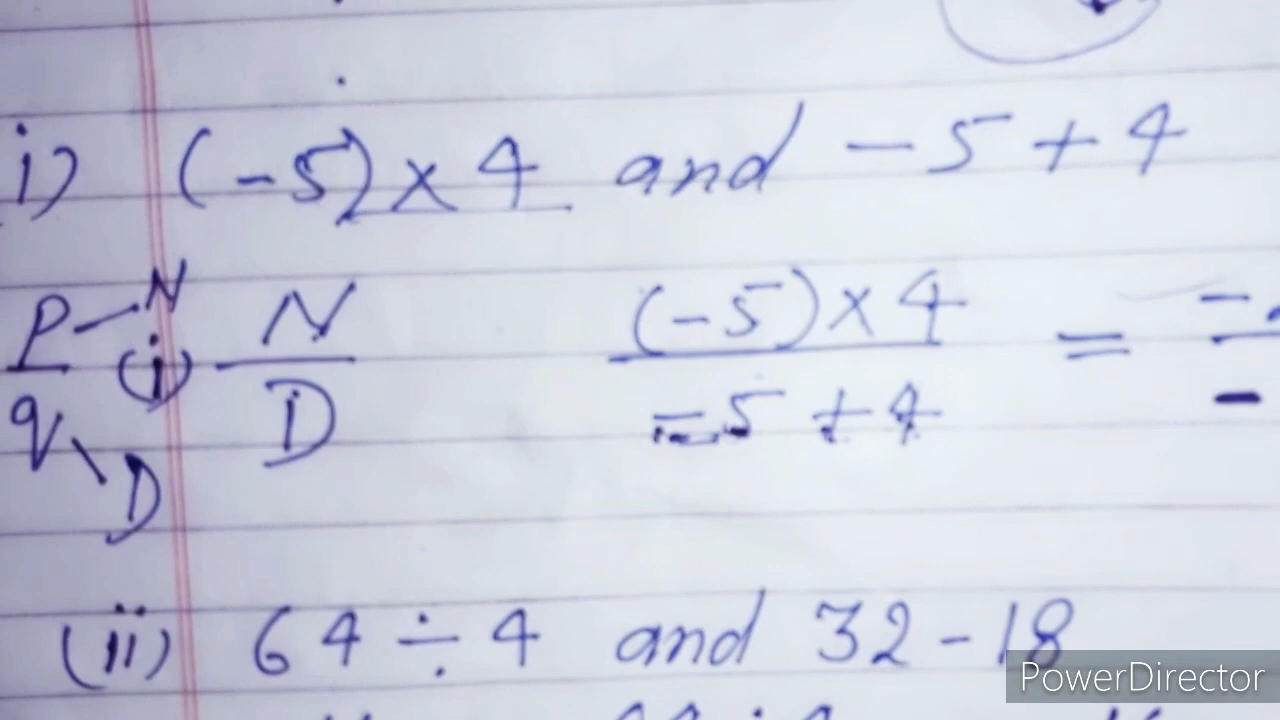 i) (-5) × 4 and - 5 + 4
P - N (i) N/D (-5) × 4 / -5 + 4 = -
q D
(ii) 64 ÷ 4 and 32 - 18
PowerDirector